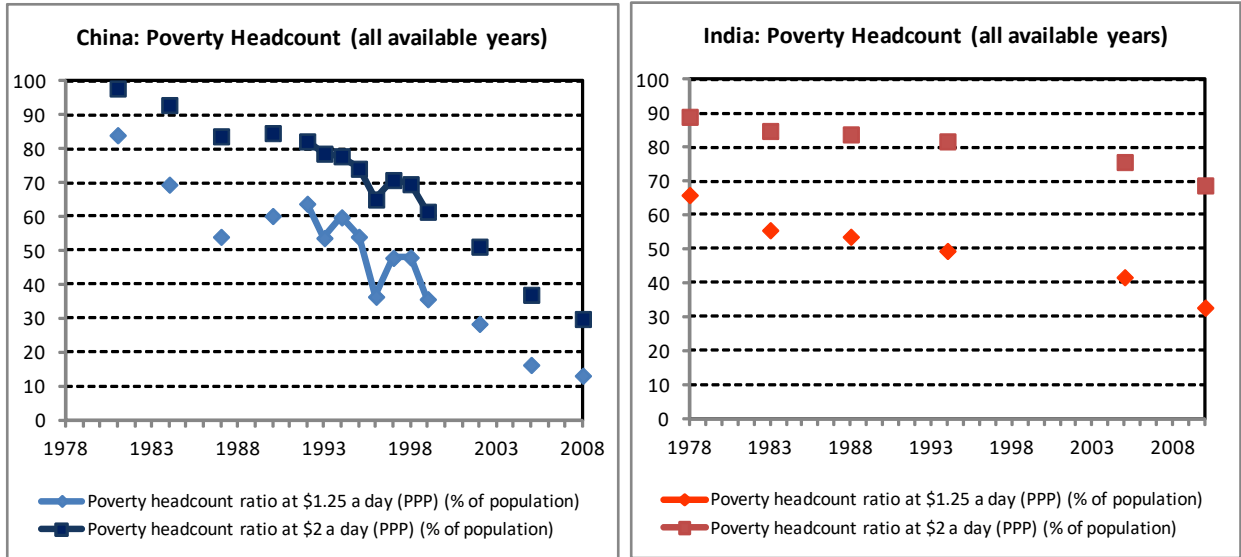 China: Poverty Headcount (all available years)
100
90
80
70
60
50
40
30
20
10
0
1978 1983 1988 1993 1998 2003 2008
Poverty headcount ratio at $1.25 a day (PPP) (% of population)
Poverty headcount ratio at $2 a day (PPP) (% of population)
India: Poverty Headcount (all available years)
100
90
80
70
60
50
40
30
20
10
0
1978 1983 1988 1993 1998 2003 2008
Poverty headcount ratio at $1.25 a day (PPP) (% of population)
Poverty headcount ratio at $2 a day (PPP) (% of population)